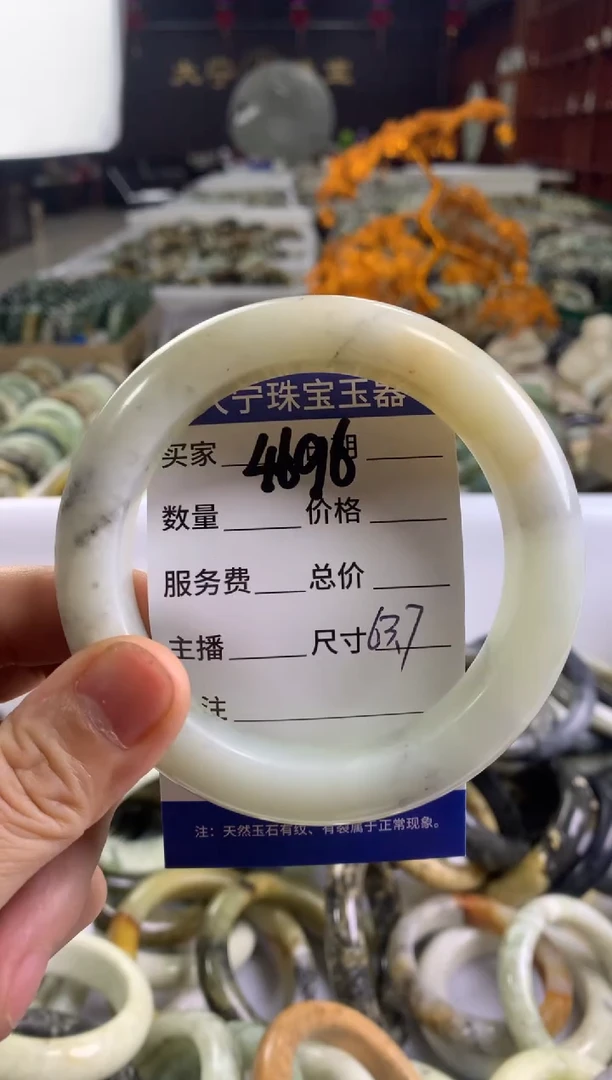 大宁
宁珠宝玉器
买家 4696 期
数量 价格
服务费 总价
主播 尺寸 63.7
注
注：天然玉石有纹、有裂属于正常现象。